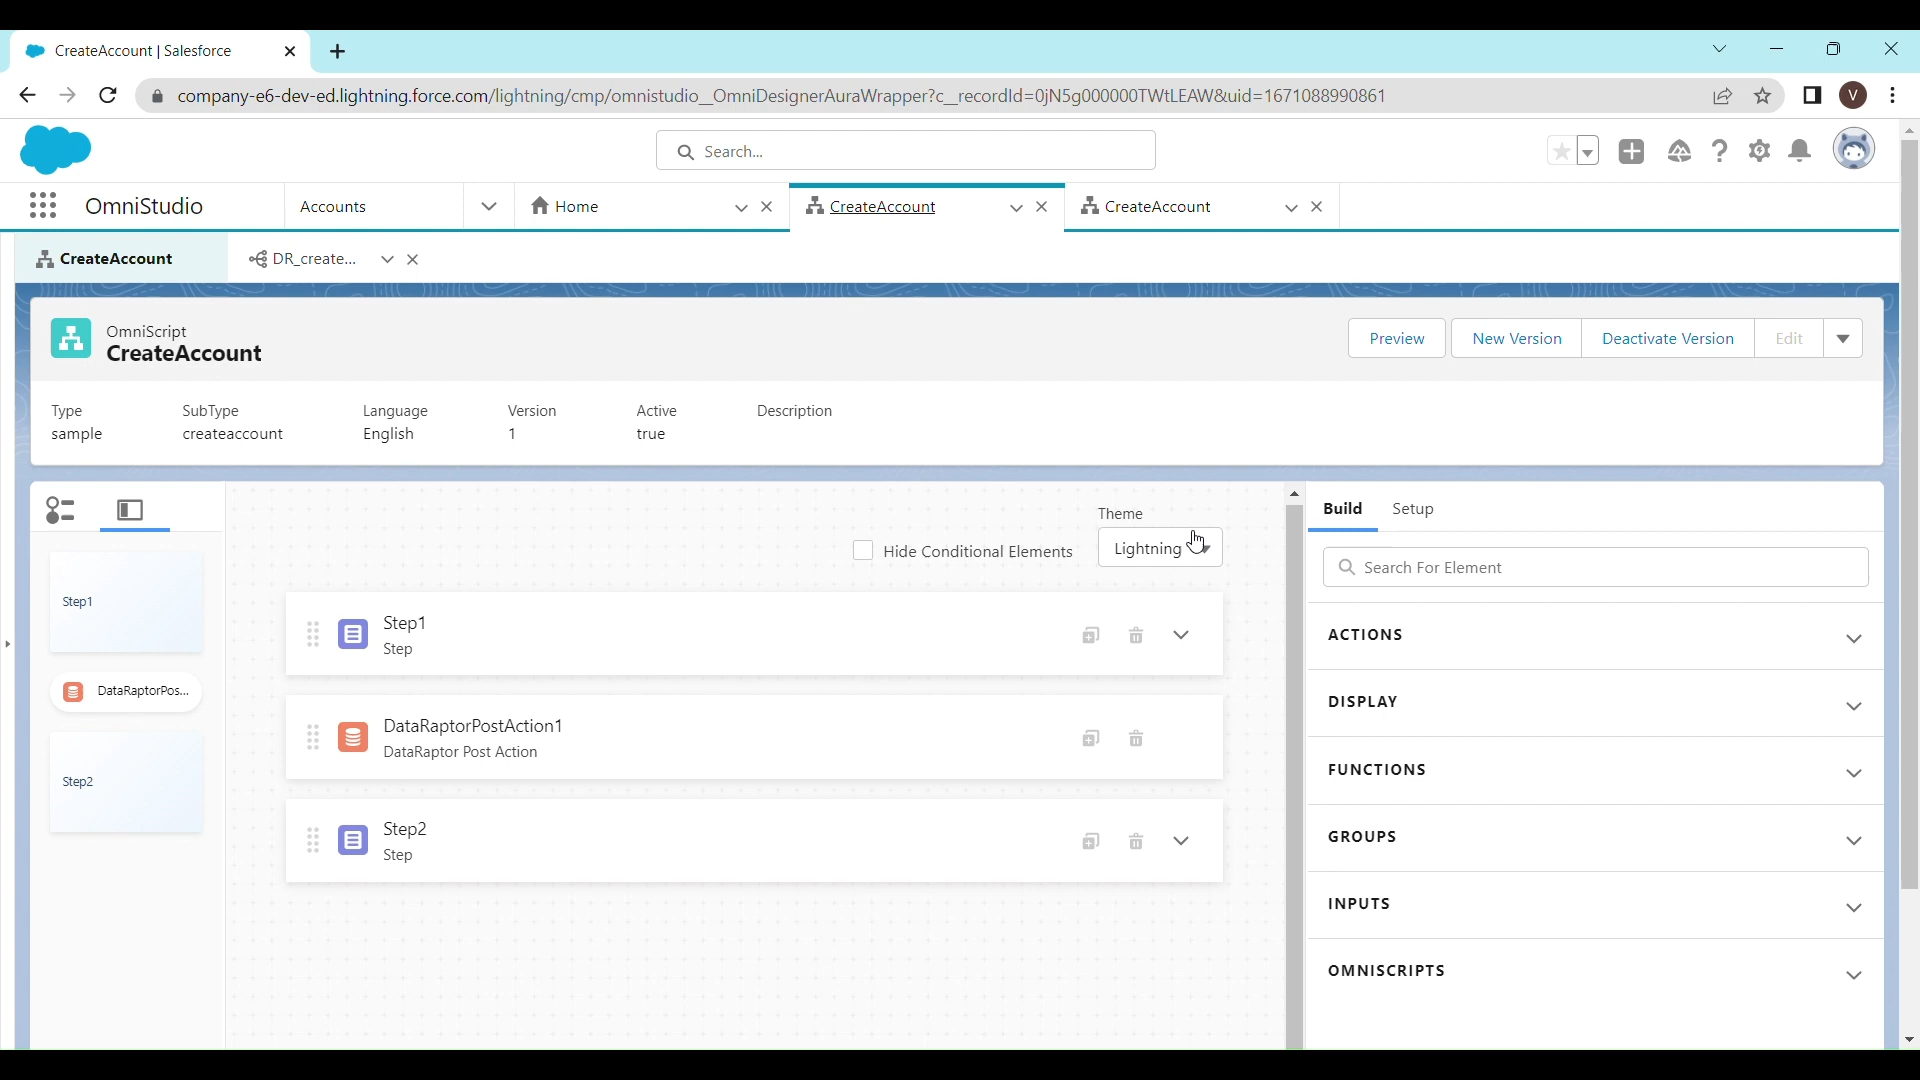 CreateAccount | Salesforce
company-e6-dev-ed.lightning.force.com/lightning/cmp/omnistudio__OmniDesignerAuraWrapper?c__recordId=0jN5g000000TWtLEAW&uid=1671088990861
V
Search...
OmniStudio
Accounts
Home
CreateAccount
CreateAccount
CreateAccount
DR_create...
OmniScript
CreateAccount
Preview
New Version
Deactivate Version
Edit
Type
SubType
Language
Version
Active
Description
sample
createaccount
English
1
true
Build
Setup
Theme
Hide Conditional Elements
Lightning
Search For Element
Step1
Step1
Step
ACTIONS
DataRaptorPos...
DataRaptorPostAction1
DataRaptor Post Action
DISPLAY
FUNCTIONS
Step2
Step2
Step
GROUPS
INPUTS
OMNISCRIPTS